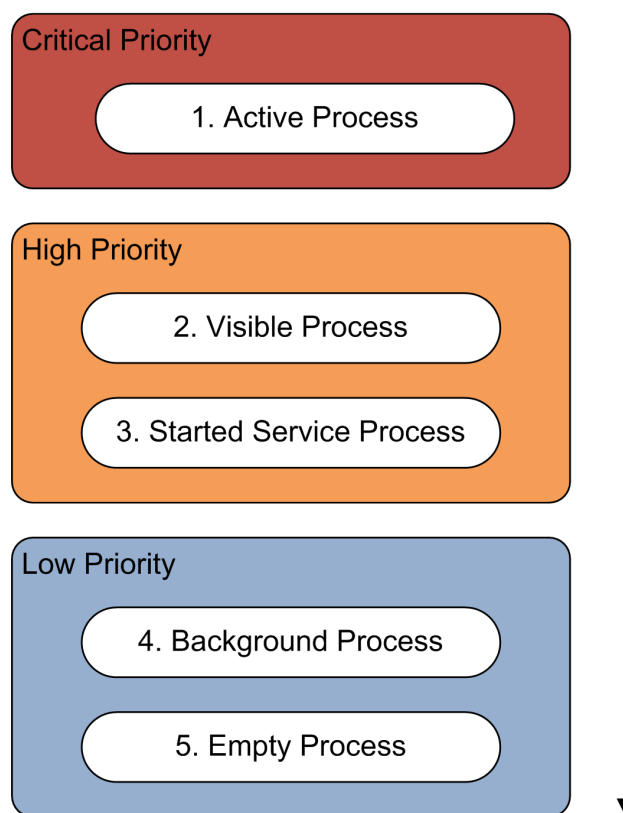 Critical Priority
1. Active Process
High Priority
2. Visible Process
3. Started Service Process
Low Priority
4. Background Process
5. Empty Process